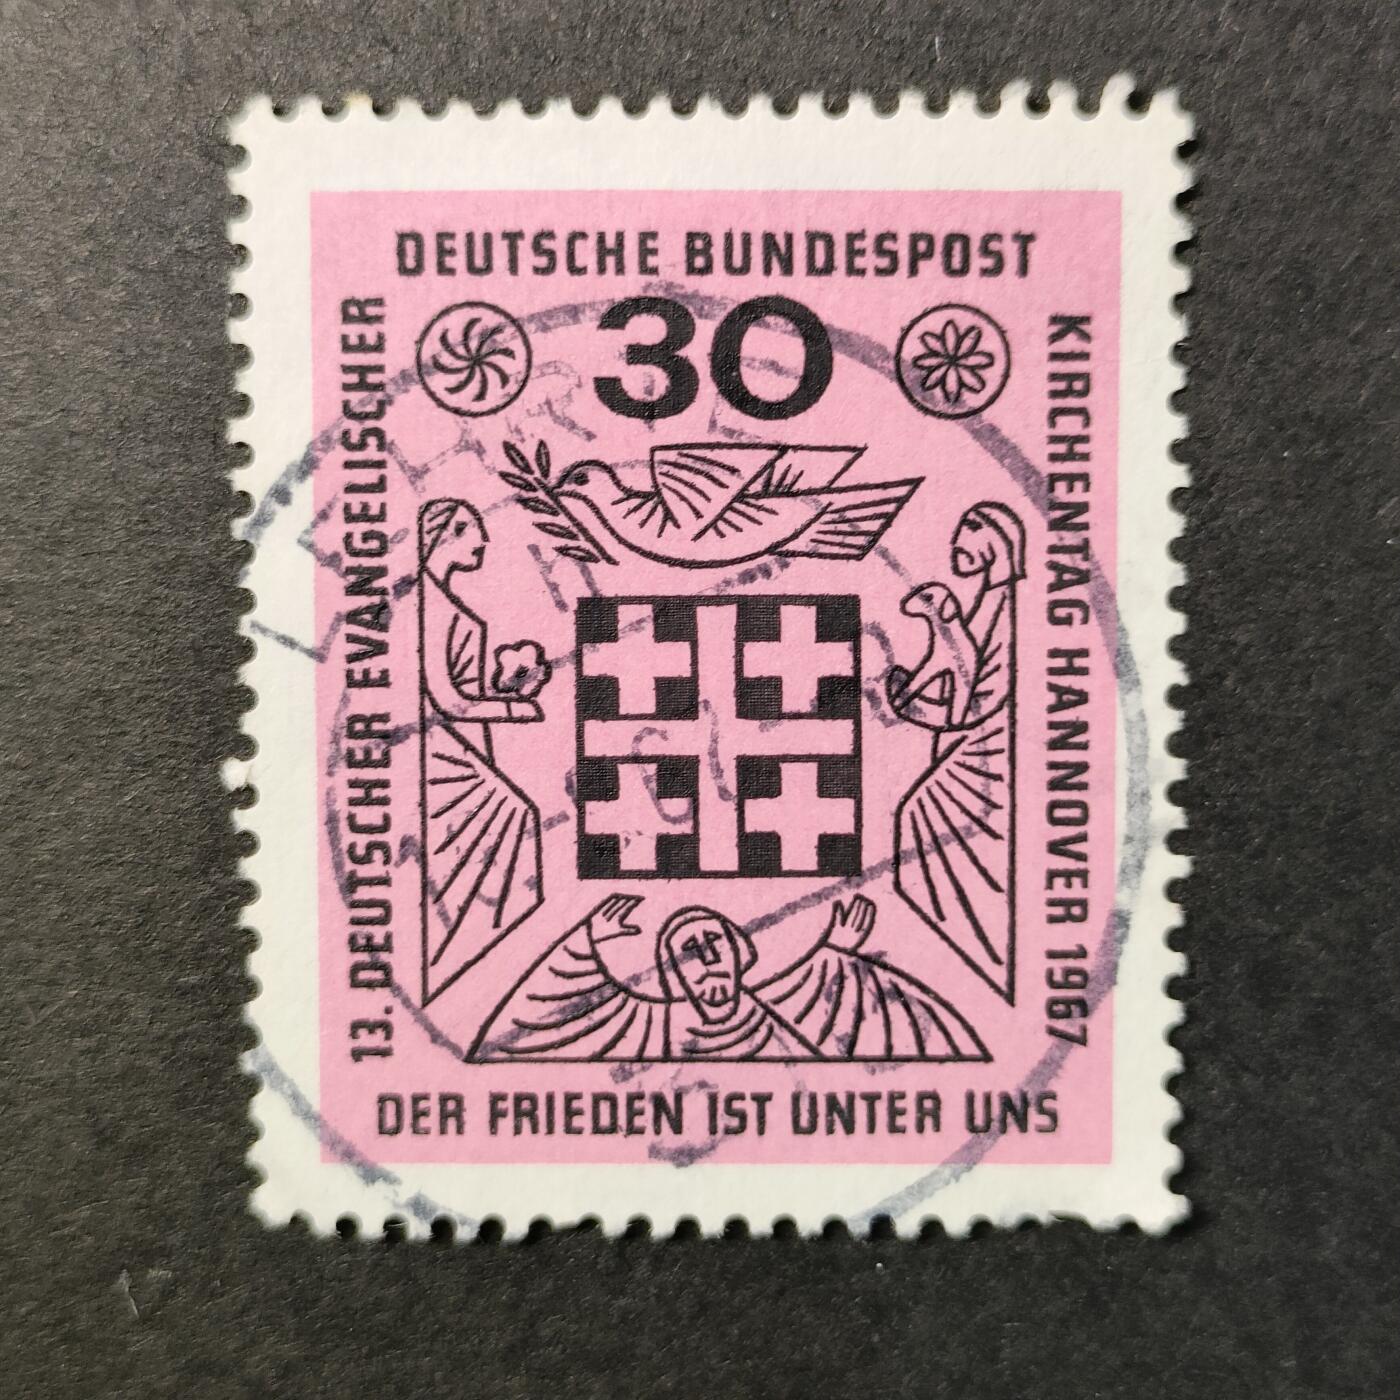 DEUTSCHE BUNDESPOST
30
13. DEUTSCHER EVANGELISCHER
KIRCHENTAG HANNOVER 1967
DER FRIEDEN IST UNTER UNS